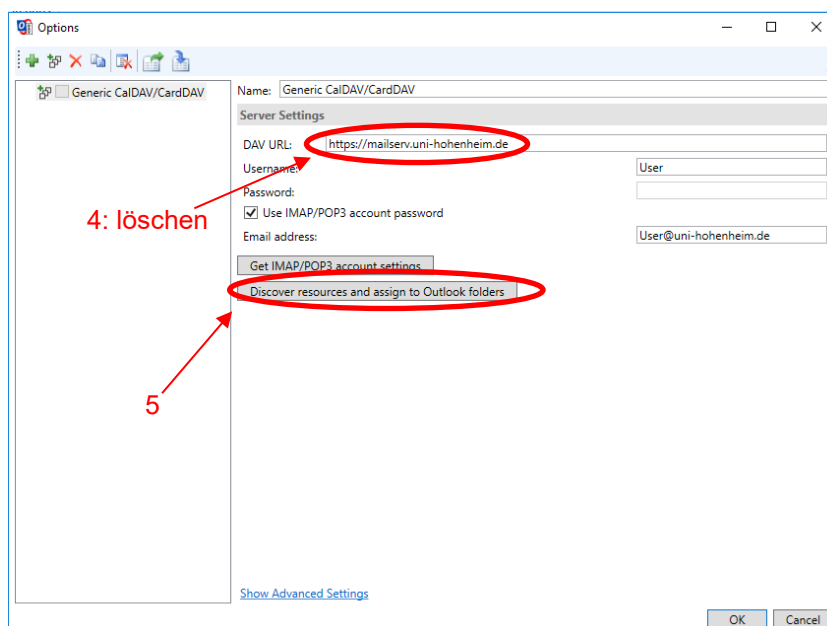 Options
Generic CalDAV/CardDAV
Name: Generic CalDAV/CardDAV
Server Settings
DAV URL: https://mailserv.uni-hohenheim.de
Username: User
Password:
Use IMAP/POP3 account password
Email address: User@uni-hohenheim.de
Get IMAP/POP3 account settings
Discover resources and assign to Outlook folders
4: löschen
5
Show Advanced Settings
OK Cancel